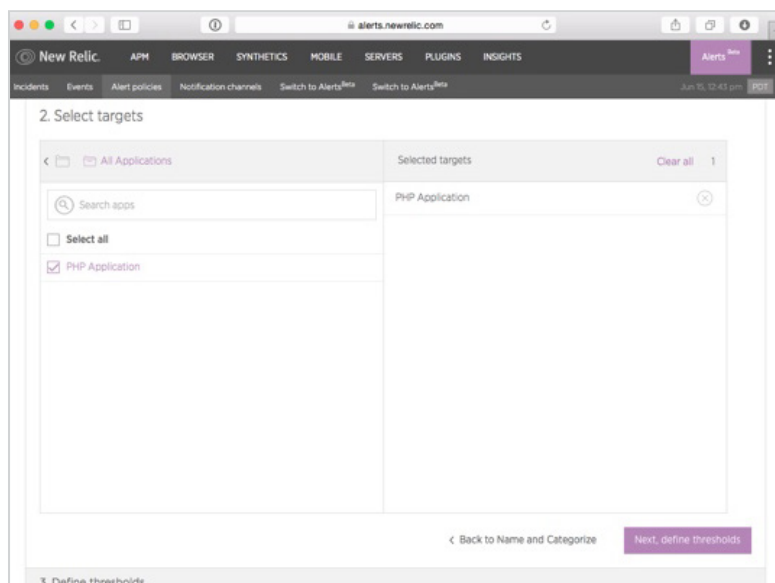 alerts.newrelic.com
New Relic. APM BROWSER SYNTHETICS MOBILE SERVERS PLUGINS INSIGHTS Alerts Beta
Incidents Events Alert policies Notification channels Switch to Alerts Beta Switch to Alerts Beta Jun 15, 12:43 pm PDT
2. Select targets
All Applications Selected targets Clear all 1
Search apps PHP Application
Select all
PHP Application
Back to Name and Categorize Next, define thresholds
3. Define thresholds